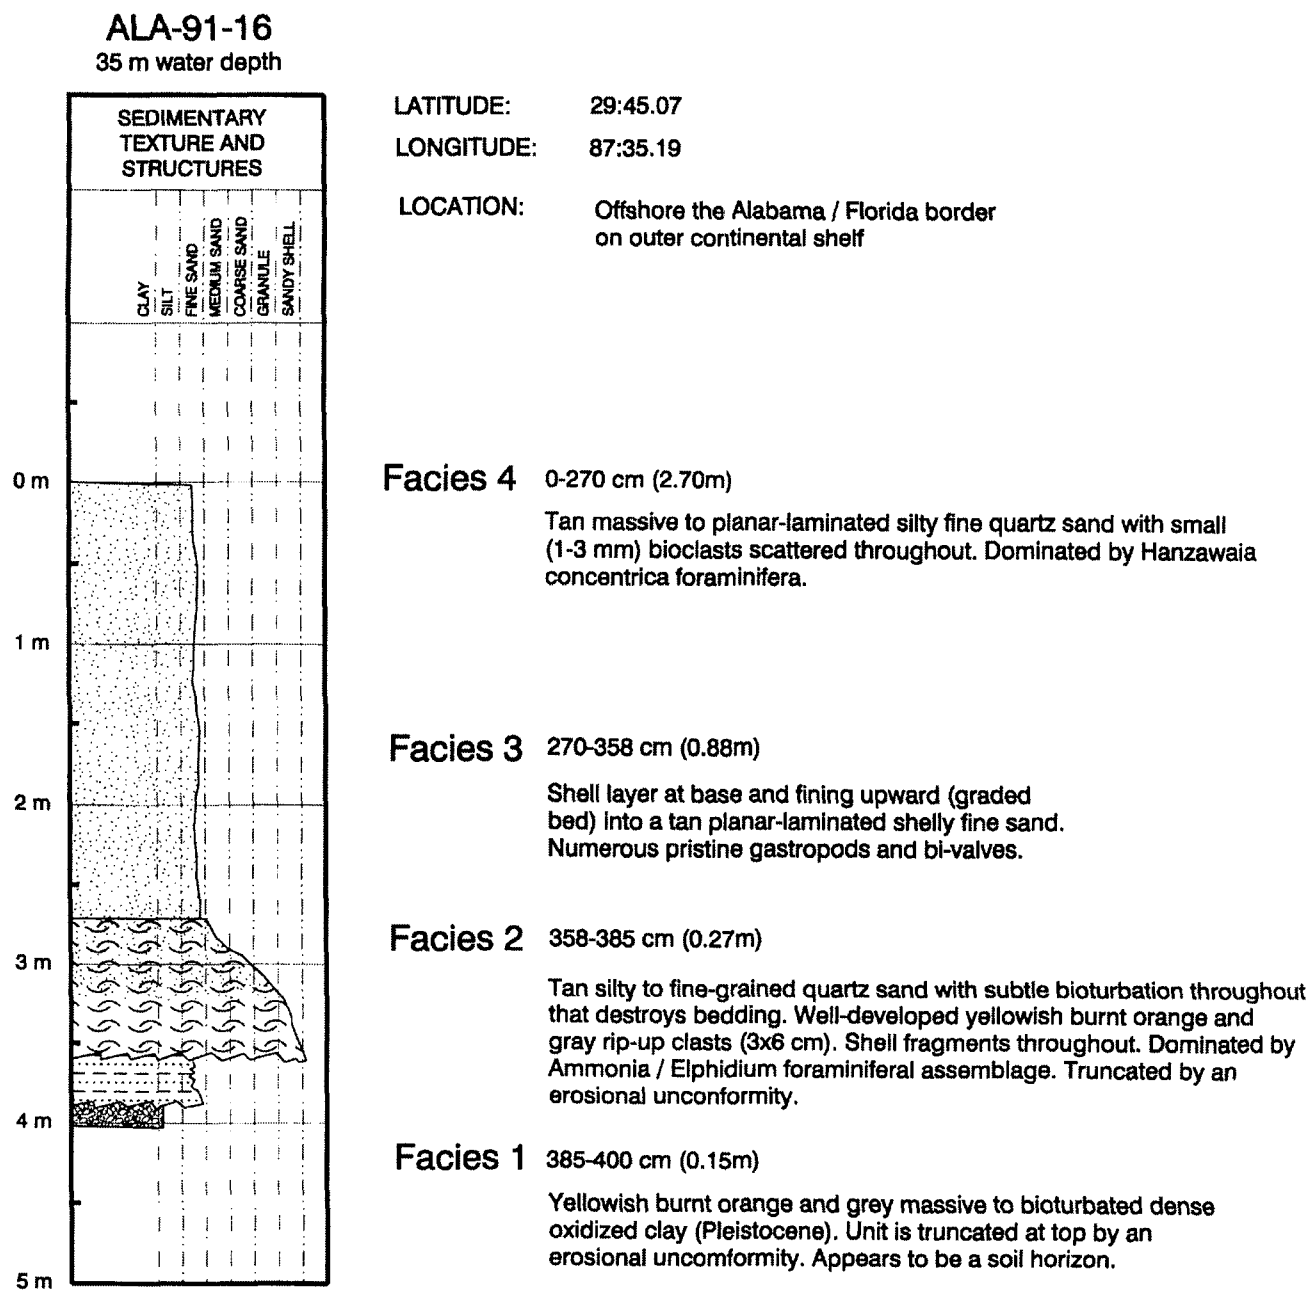 ALA-91-16
35 m water depth
SEDIMENTARY
TEXTURE AND
STRUCTURES
CLAY
SILT
FINE SAND
MEDIUM SAND
COARSE SAND
GRANULE
SANDY SHELL
0 m
1 m
2 m
3 m
4 m
5 m
LATITUDE: 29:45.07
LONGITUDE: 87:35.19
LOCATION: Offshore the Alabama / Florida border
on outer continental shelf
Facies 4 0-270 cm (2.70m)
Tan massive to planar-laminated silty fine quartz sand with small
(1-3 mm) bioclasts scattered throughout. Dominated by Hanzawaia
concentrica foraminifera.
Facies 3 270-358 cm (0.88m)
Shell layer at base and fining upward (graded
bed) into a tan planar-laminated shelly fine sand.
Numerous pristine gastropods and bi-valves.
Facies 2 358-385 cm (0.27m)
Tan silty to fine-grained quartz sand with subtle bioturbation throughout
that destroys bedding. Well-developed yellowish burnt orange and
gray rip-up clasts (3x6 cm). Shell fragments throughout. Dominated by
Ammonia / Elphidium foraminiferal assemblage. Truncated by an
erosional unconformity.
Facies 1 385-400 cm (0.15m)
Yellowish burnt orange and grey massive to bioturbated dense
oxidized clay (Pleistocene). Unit is truncated at top by an
erosional uncomformity. Appears to be a soil horizon.